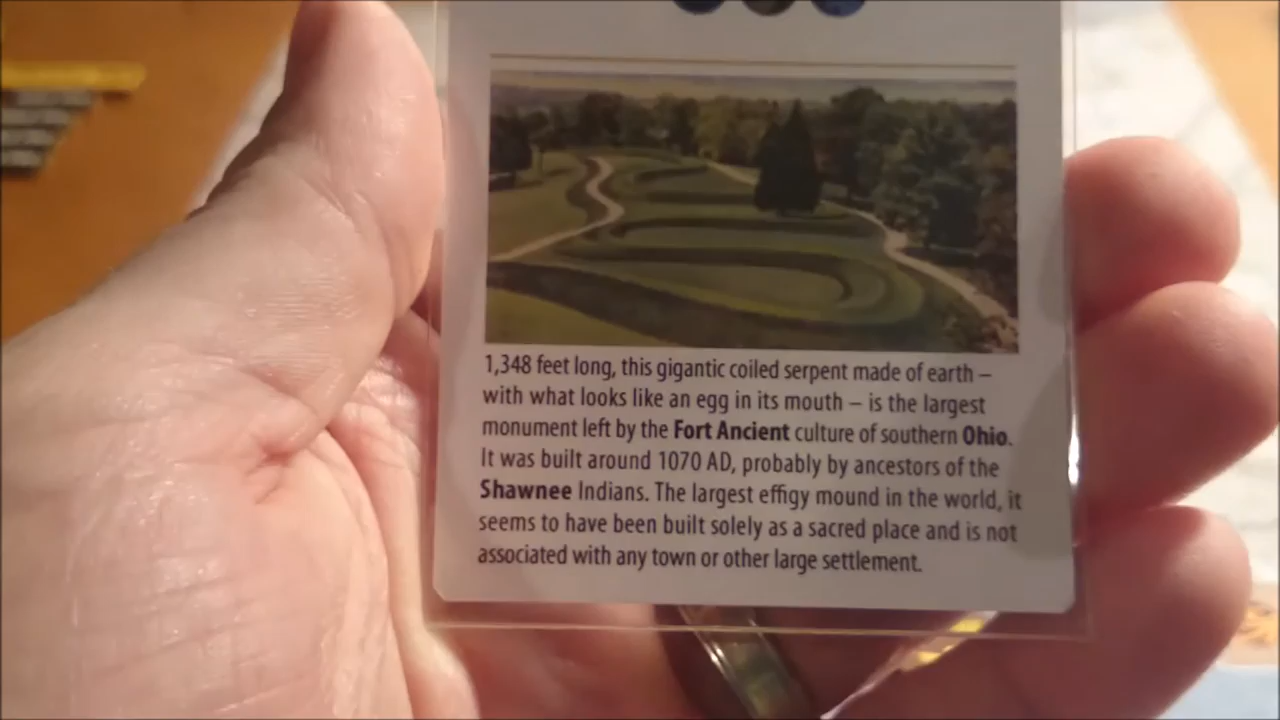 1,348 feet long, this gigantic coiled serpent made of earth –
with what looks like an egg in its mouth – is the largest
monument left by the Fort Ancient culture of southern Ohio.
It was built around 1070 AD, probably by ancestors of the
Shawnee Indians. The largest effigy mound in the world, it
seems to have been built solely as a sacred place and is not
associated with any town or other large settlement.